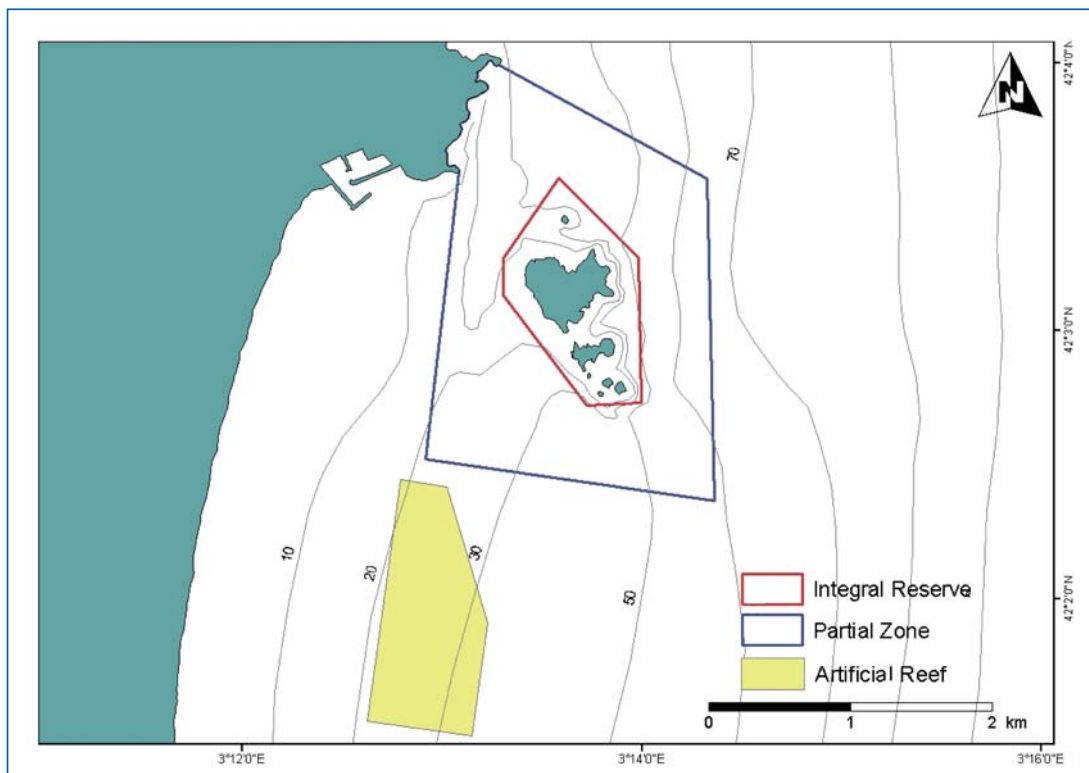 N
42°4'0"N
70
42°3'0"N
10
20
30
50
42°2'0"N
Integral Reserve
Partial Zone
Artificial Reef
0 1 2 km
3°12'0"E 3°14'0"E 3°16'0"E